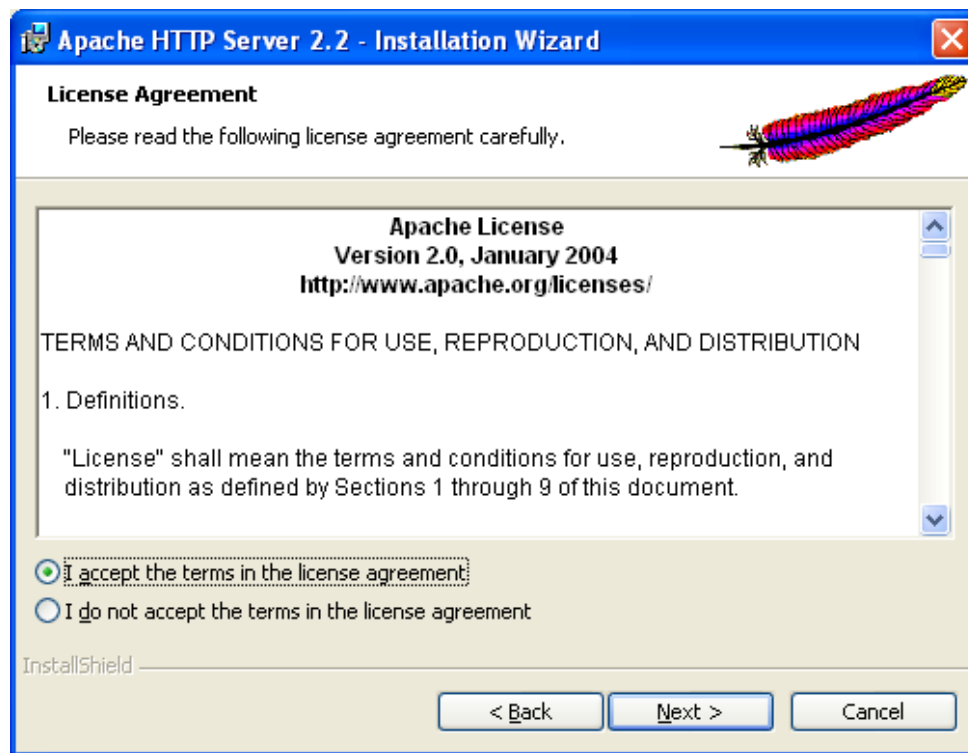 Apache HTTP Server 2.2 - Installation Wizard
License Agreement
Please read the following license agreement carefully.
Apache License
Version 2.0, January 2004
http://www.apache.org/licenses/
TERMS AND CONDITIONS FOR USE, REPRODUCTION, AND DISTRIBUTION
1. Definitions.
"License" shall mean the terms and conditions for use, reproduction, and
distribution as defined by Sections 1 through 9 of this document.
I accept the terms in the license agreement
I do not accept the terms in the license agreement
InstallShield
< Back Next > Cancel